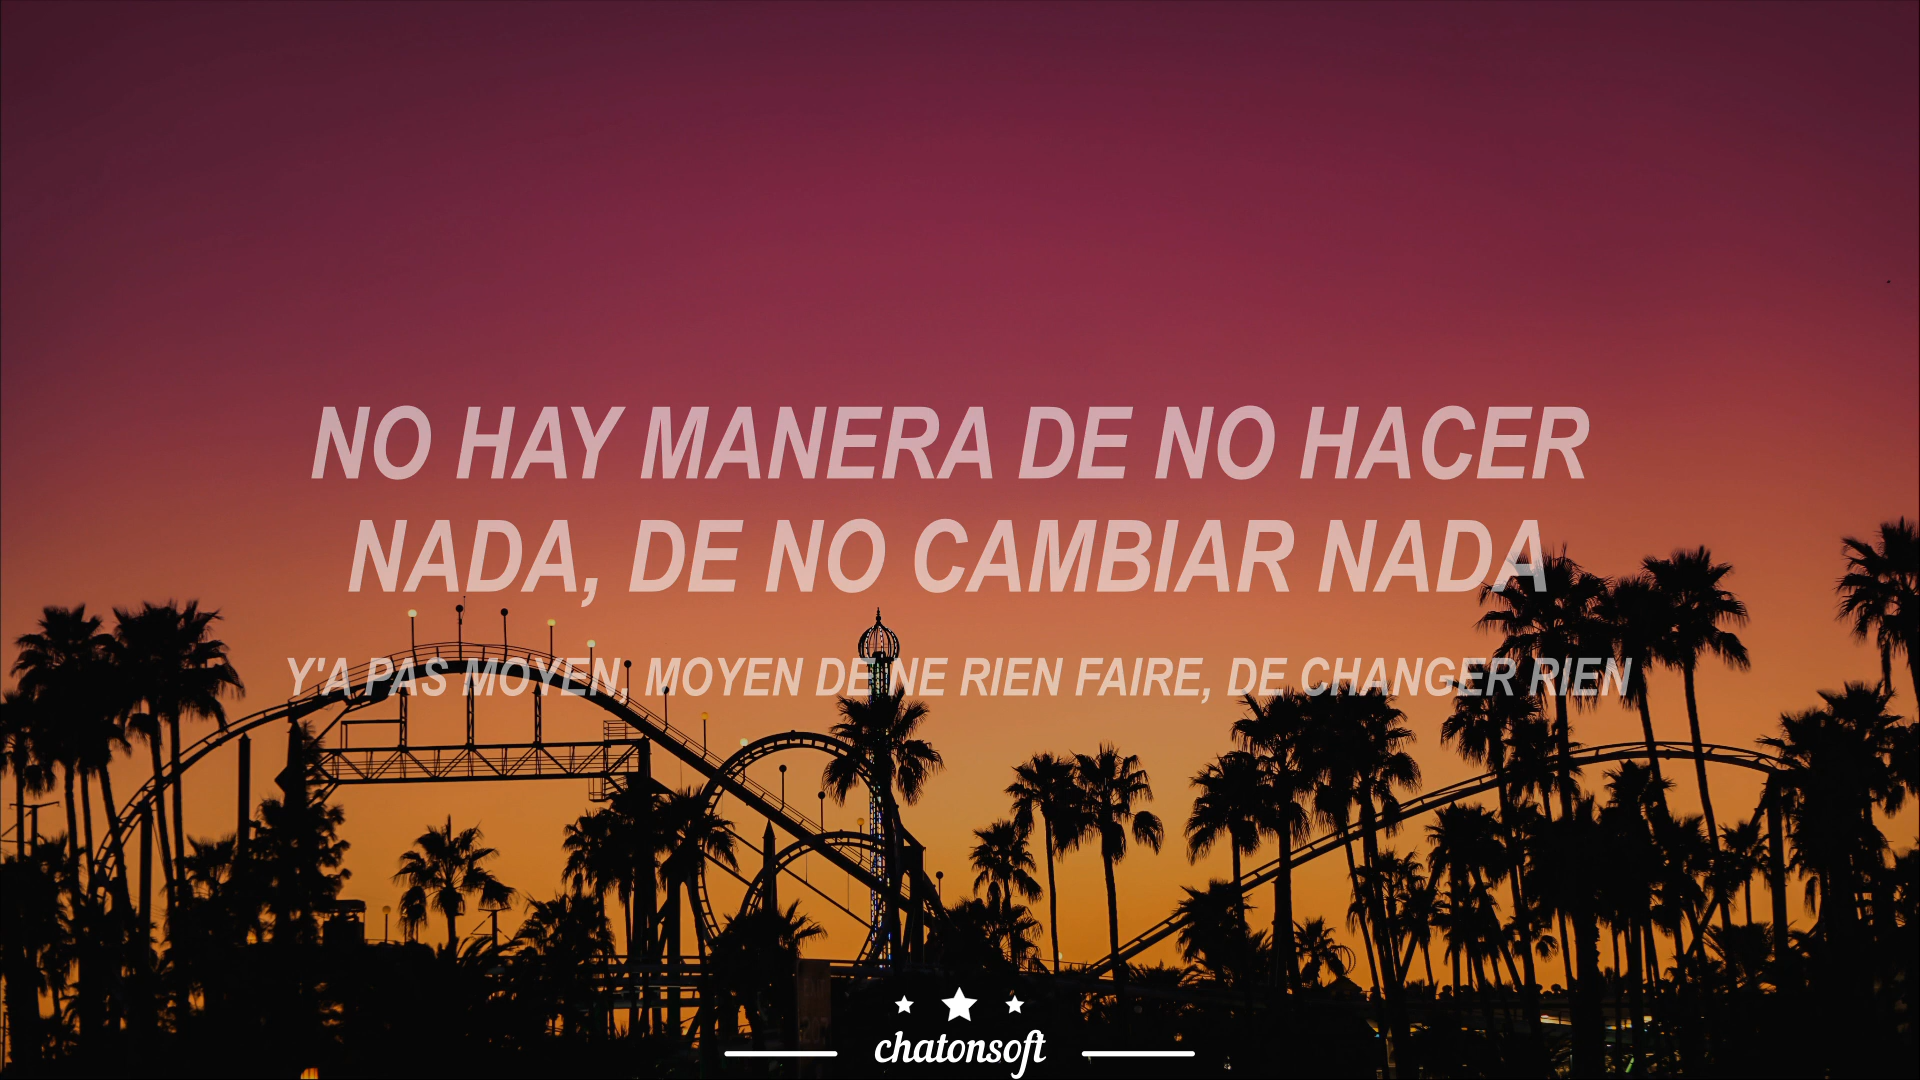 NO HAY MANERA DE NO HACER
NADA, DE NO CAMBIAR NADA
Y'A PAS MOYEN, MOYEN DE NE RIEN FAIRE, DE CHANGER RIEN
chatonsoft